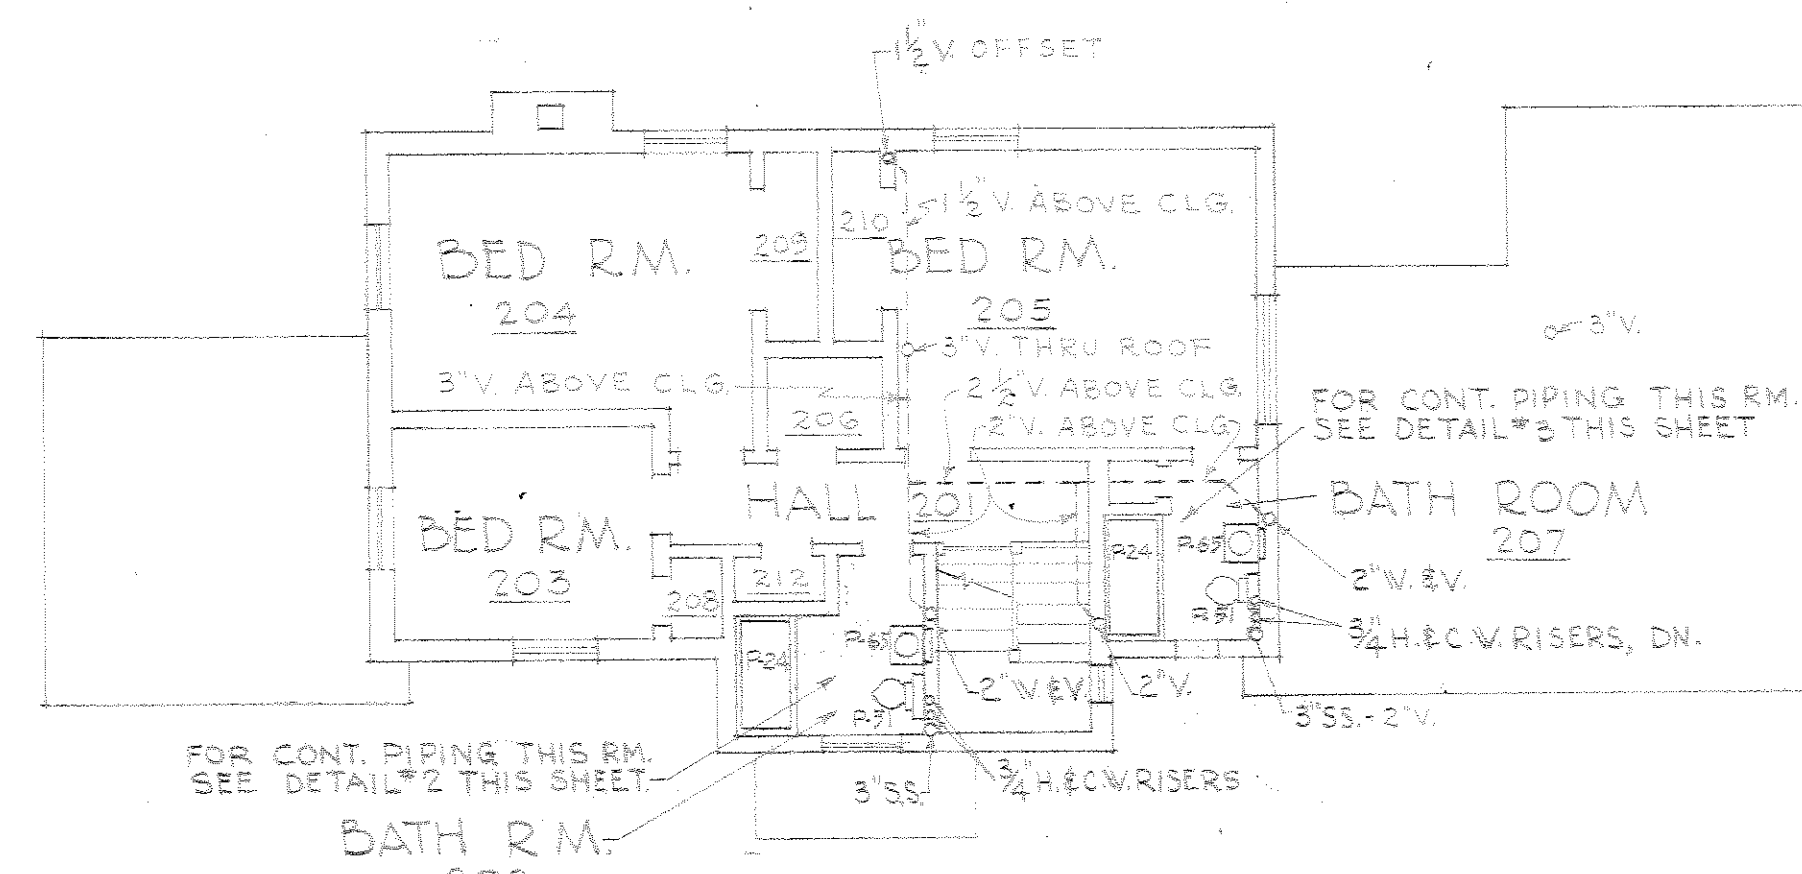 1½" V. OFFSET
1½" V. ABOVE CLG.
210
209
BED RM.
204
BED RM.
205
3" V.
3" V. THRU ROOF
3" V. ABOVE CLG.
2½" V. ABOVE CLG.
FOR CONT. PIPING THIS RM.
SEE DETAIL #3 THIS SHEET
206
2" V. ABOVE CLG.
HALL
201
BATH ROOM
207
BED RM.
203
P-24
P-65
212
208
2" W. & V.
P-51
¾" H. & C. W. RISERS, DN.
P-65
P-24
2" W. & V.
2" V.
P-51
3" S.S. - 2" V.
FOR CONT. PIPING THIS RM.
SEE DETAIL #2 THIS SHEET.
3" S.S.
¾" H. & C. W. RISERS
BATH RM.